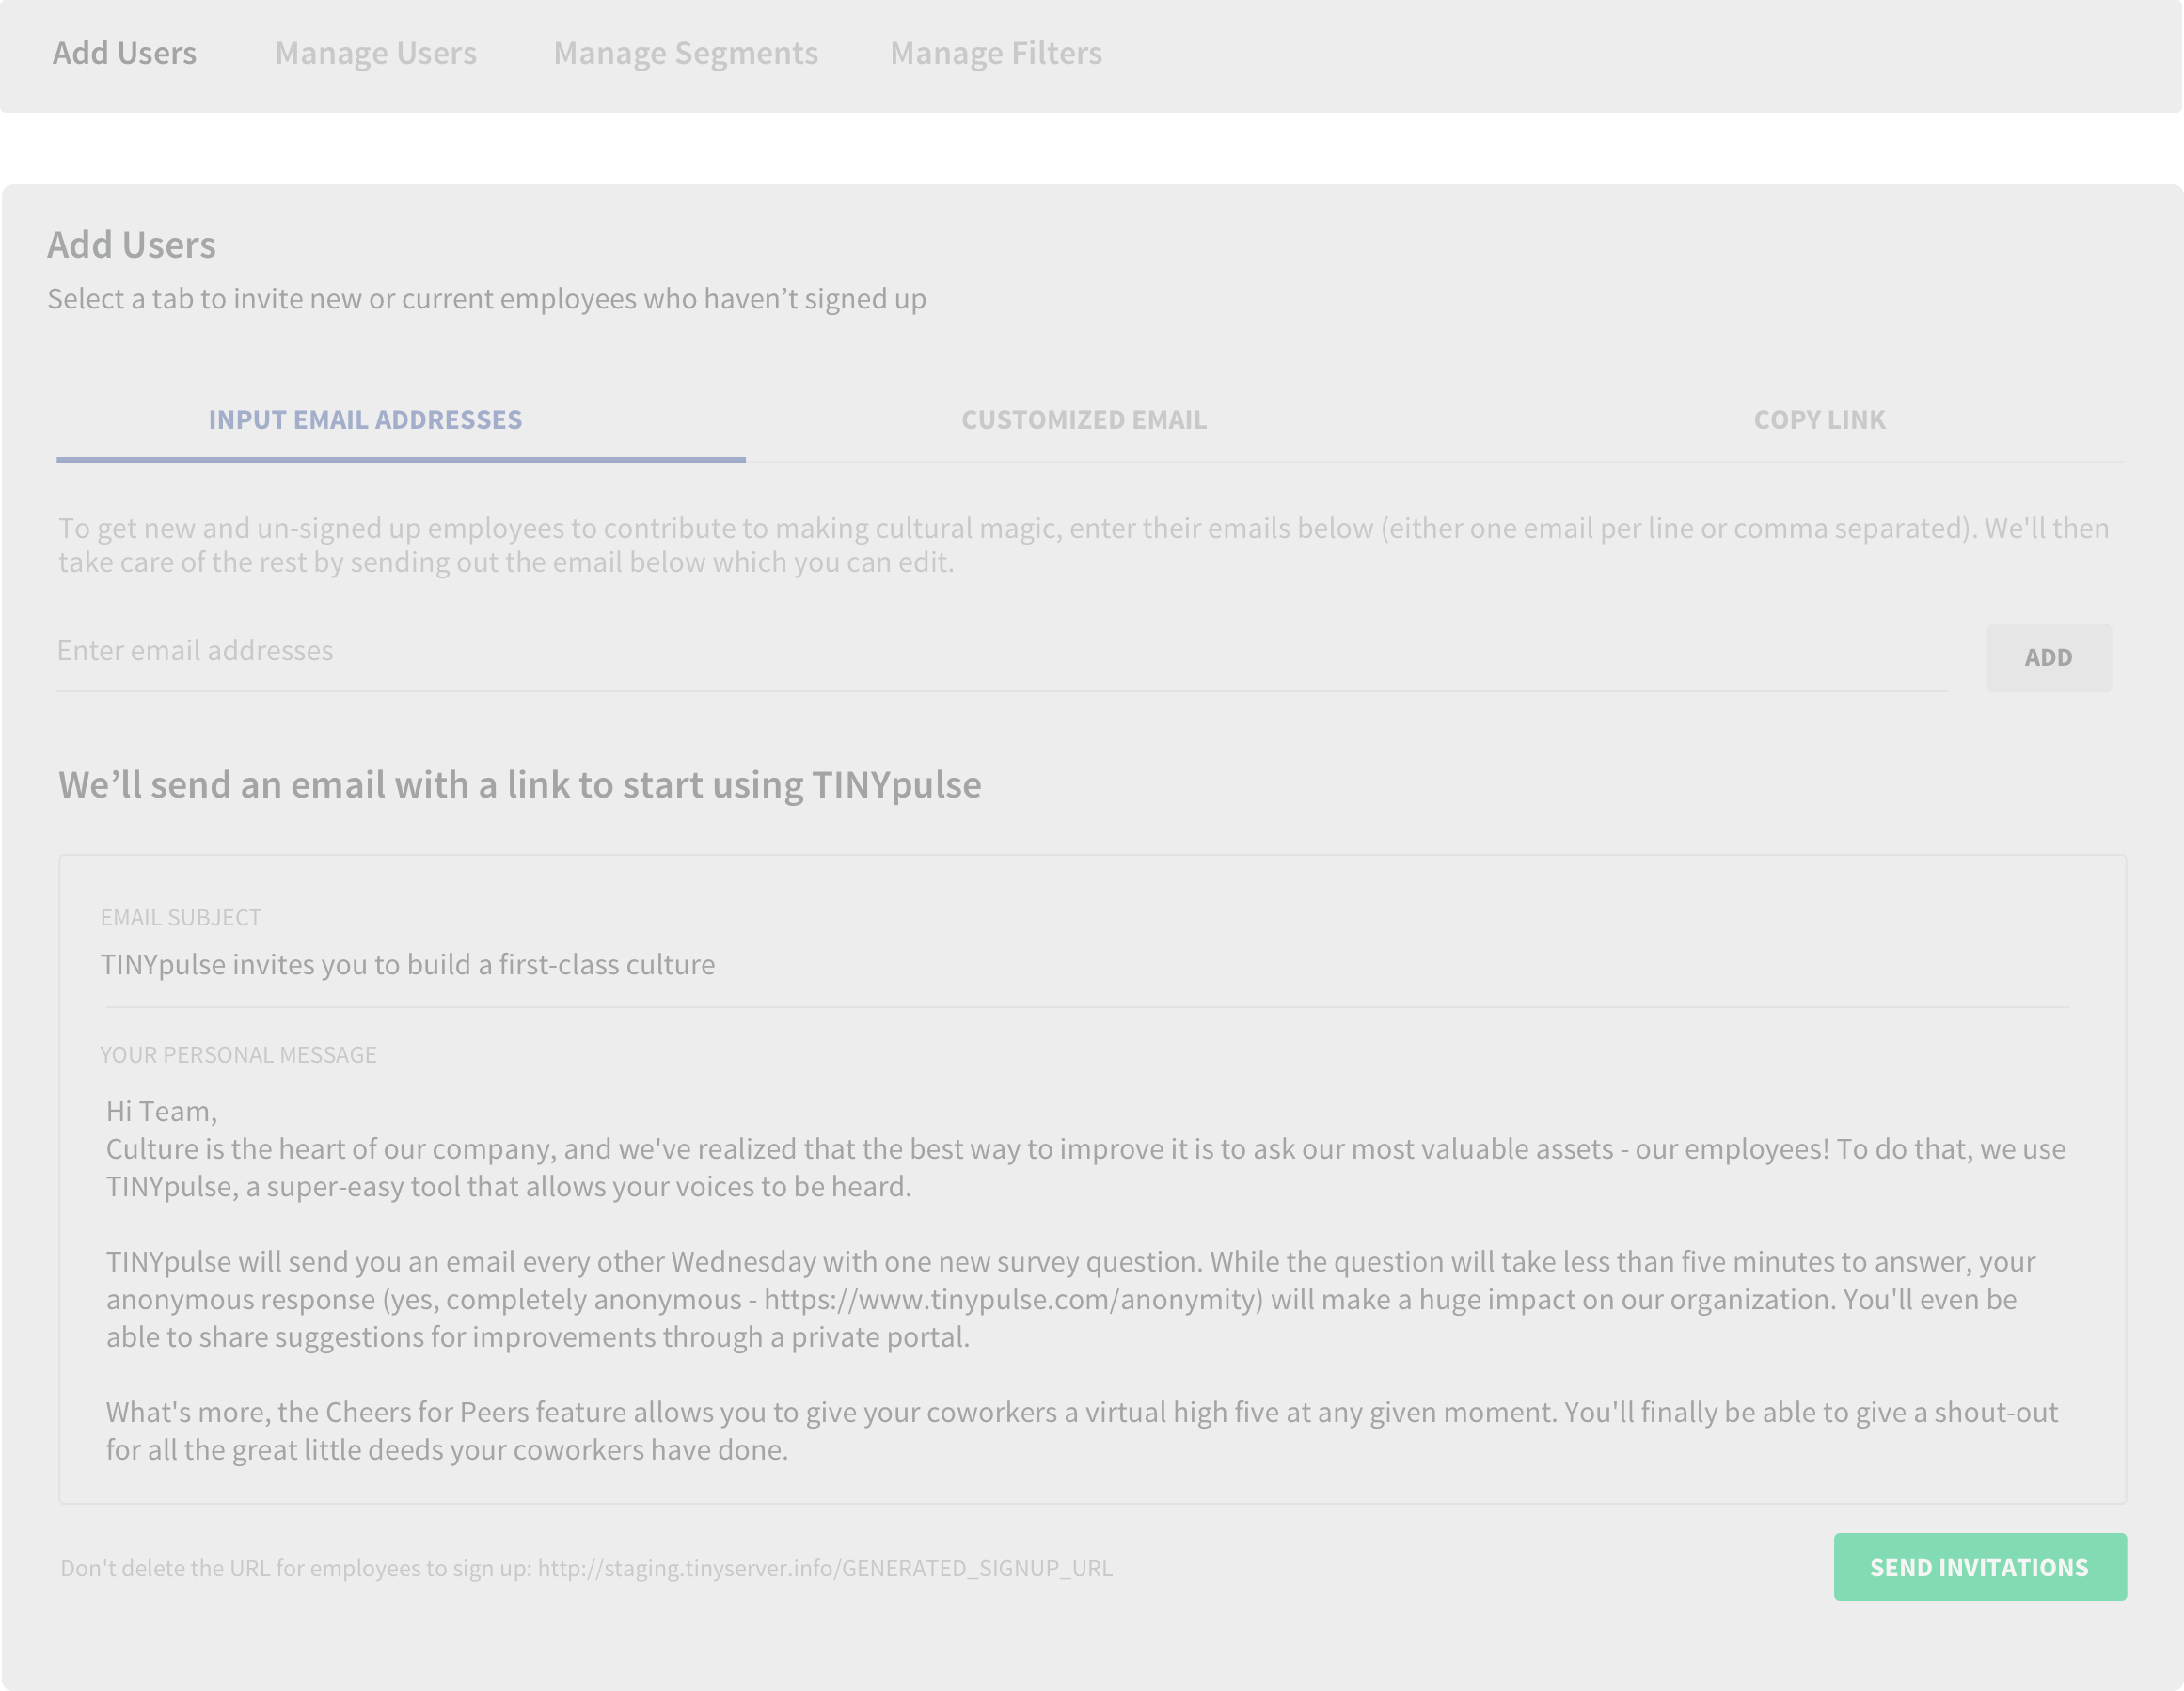 Add Users Manage Users Manage Segments Manage Filters
Add Users
Select a tab to invite new or current employees who haven’t signed up
INPUT EMAIL ADDRESSES CUSTOMIZED EMAIL COPY LINK
To get new and un-signed up employees to contribute to making cultural magic, enter their emails below (either one email per line or comma separated). We'll then
take care of the rest by sending out the email below which you can edit.
Enter email addresses
ADD
We’ll send an email with a link to start using TINYpulse
EMAIL SUBJECT
TINYpulse invites you to build a first-class culture
YOUR PERSONAL MESSAGE
Hi Team,
Culture is the heart of our company, and we've realized that the best way to improve it is to ask our most valuable assets - our employees! To do that, we use
TINYpulse, a super-easy tool that allows your voices to be heard.
TINYpulse will send you an email every other Wednesday with one new survey question. While the question will take less than five minutes to answer, your
anonymous response (yes, completely anonymous - https://www.tinypulse.com/anonymity) will make a huge impact on our organization. You'll even be
able to share suggestions for improvements through a private portal.
What's more, the Cheers for Peers feature allows you to give your coworkers a virtual high five at any given moment. You'll finally be able to give a shout-out
for all the great little deeds your coworkers have done.
Don't delete the URL for employees to sign up: http://staging.tinyserver.info/GENERATED_SIGNUP_URL
SEND INVITATIONS